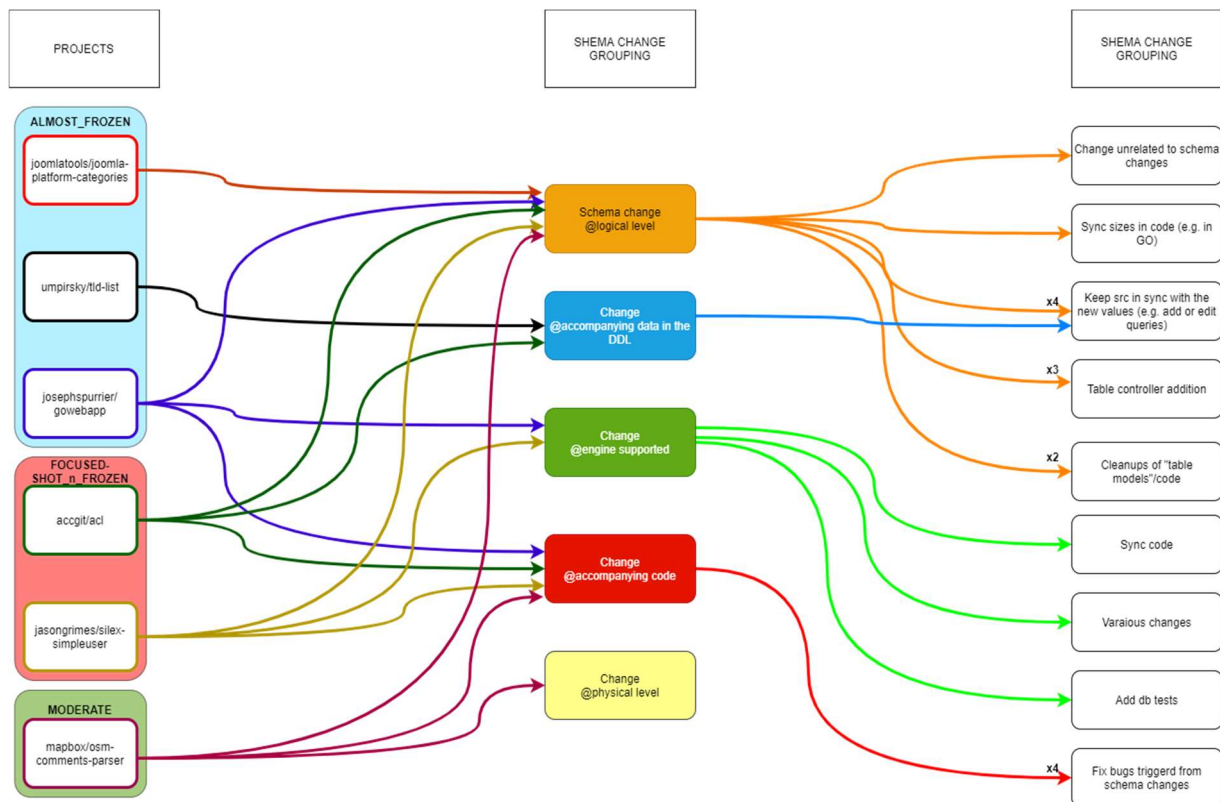 PROJECTS
SHEMA CHANGE
GROUPING
SHEMA CHANGE
GROUPING
ALMOST_FROZEN
joomlatools/joomla-
platform-categories
umpirsky/tld-list
josephspurrier/
gowebapp
FOCUSED-
SHOT_n_FROZEN
accgit/acl
jasongrimes/silex-
simpleuser
MODERATE
mapbox/osm-
comments-parser
Schema change
@logical level
Change
@accompanying data in the
DDL
Change
@engine supported
Change
@accompanying code
Change
@physical level
Change unrelated to schema
changes
Sync sizes in code (e.g. in
GO)
x4
Keep src in sync with the
new values (e.g. add or edit
queries)
x3
Table controller addition
x2
Cleanups of "table
models"/code
Sync code
Varaious changes
Add db tests
x4
Fix bugs triggerd from
schema changes